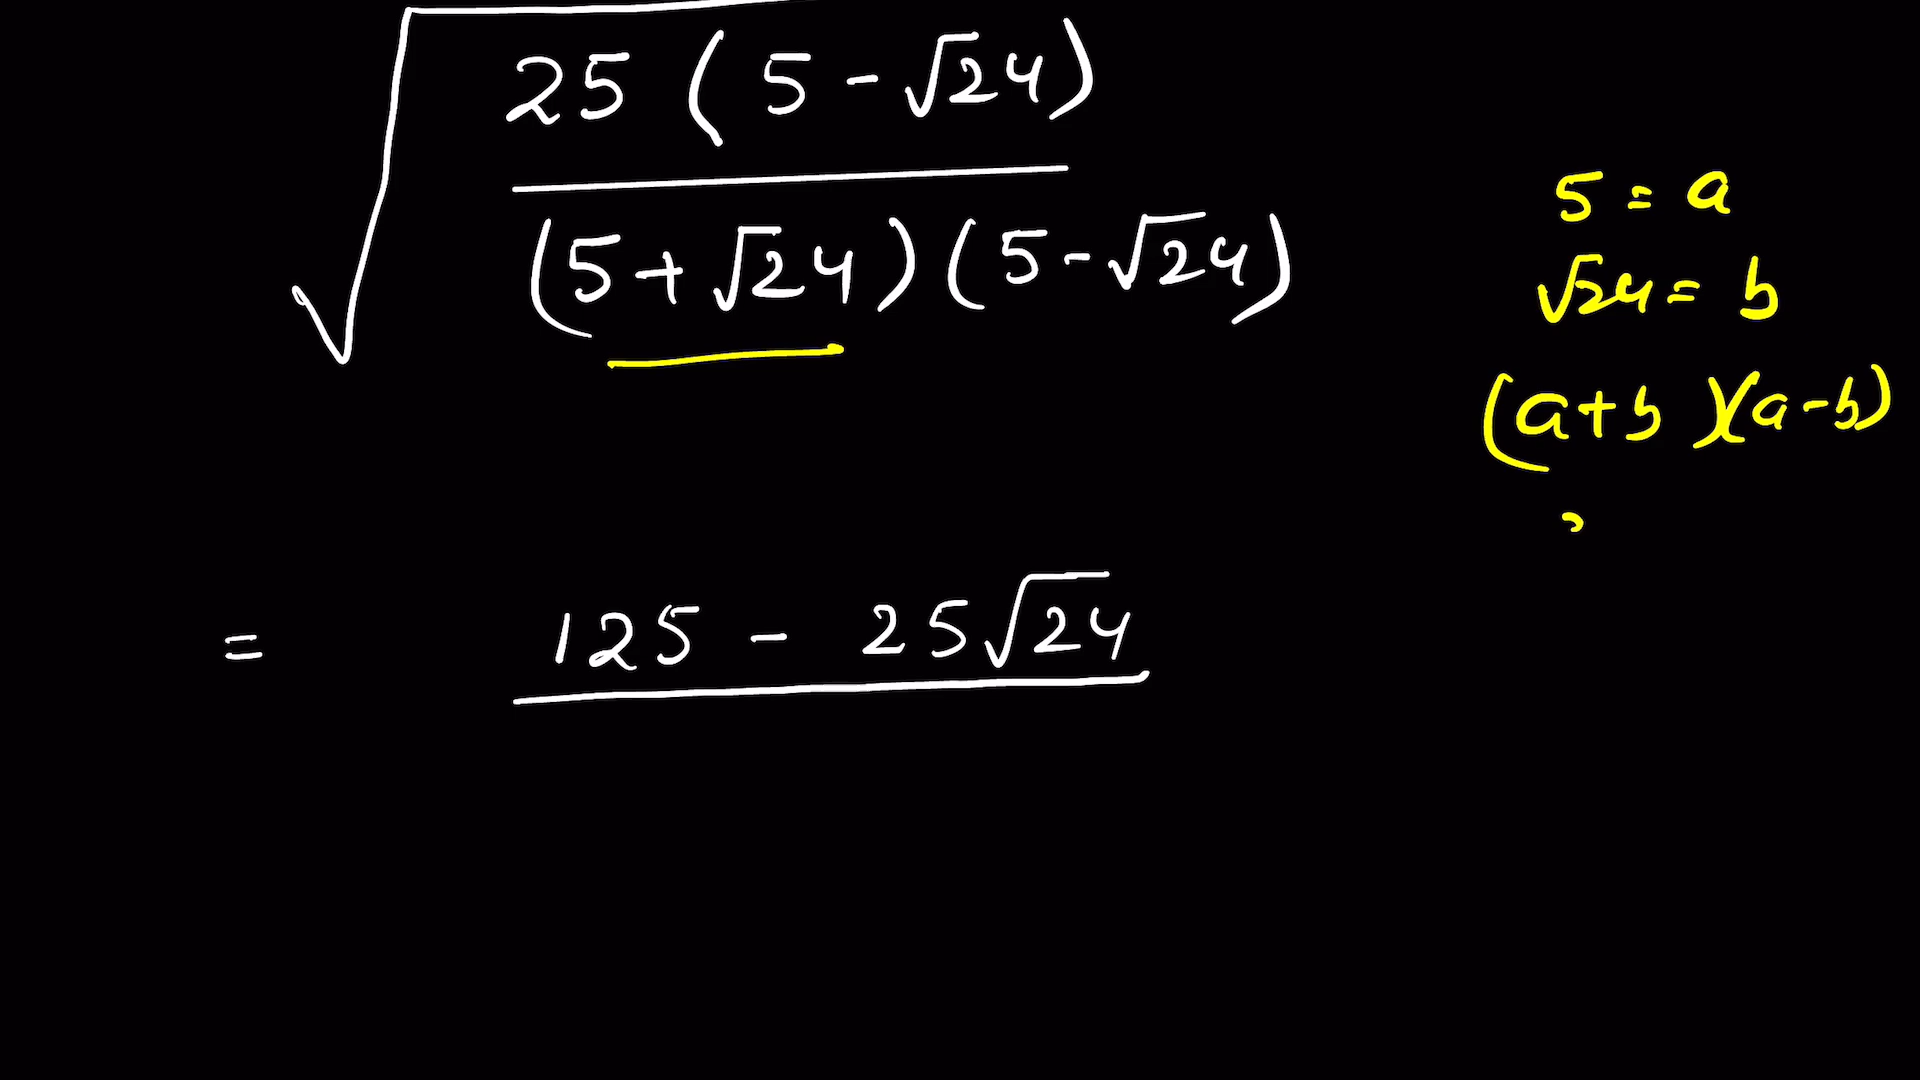 √ 25 ( 5 - √24)
(5 + √24) (5 - √24)
5 = a
√24 = b
(a+b)(a-b)
= 125 - 25√24